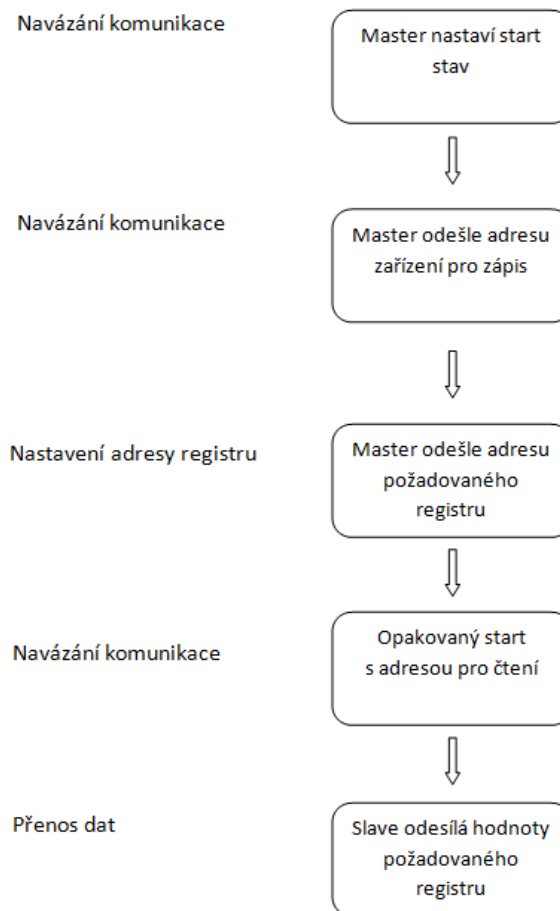 Navázání komunikace
Master nastaví start
stav
Navázání komunikace
Master odešle adresu
zařízení pro zápis
Nastavení adresy registru
Master odešle adresu
požadovaného
registru
Navázání komunikace
Opakovaný start
s adresou pro čtení
Přenos dat
Slave odesílá hodnoty
požadovaného
registru